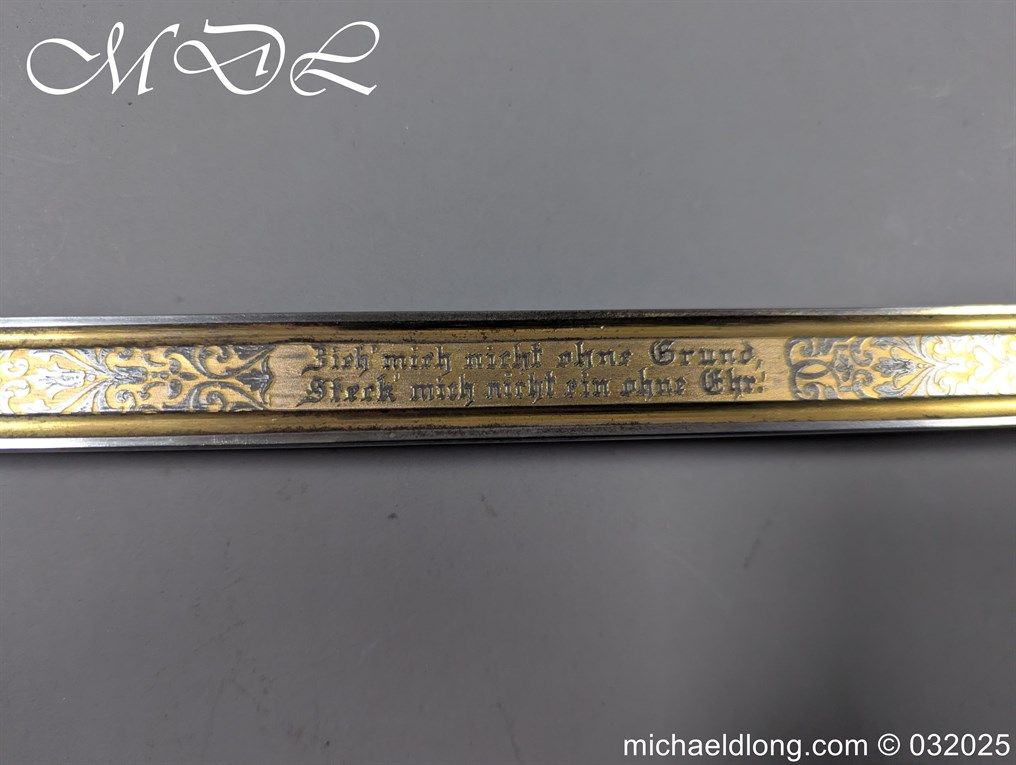 MDL
Zieh' mich nicht ohne Grund,
Steck' mich nicht ein ohne Ehr.
michaeldlong.com © 032025